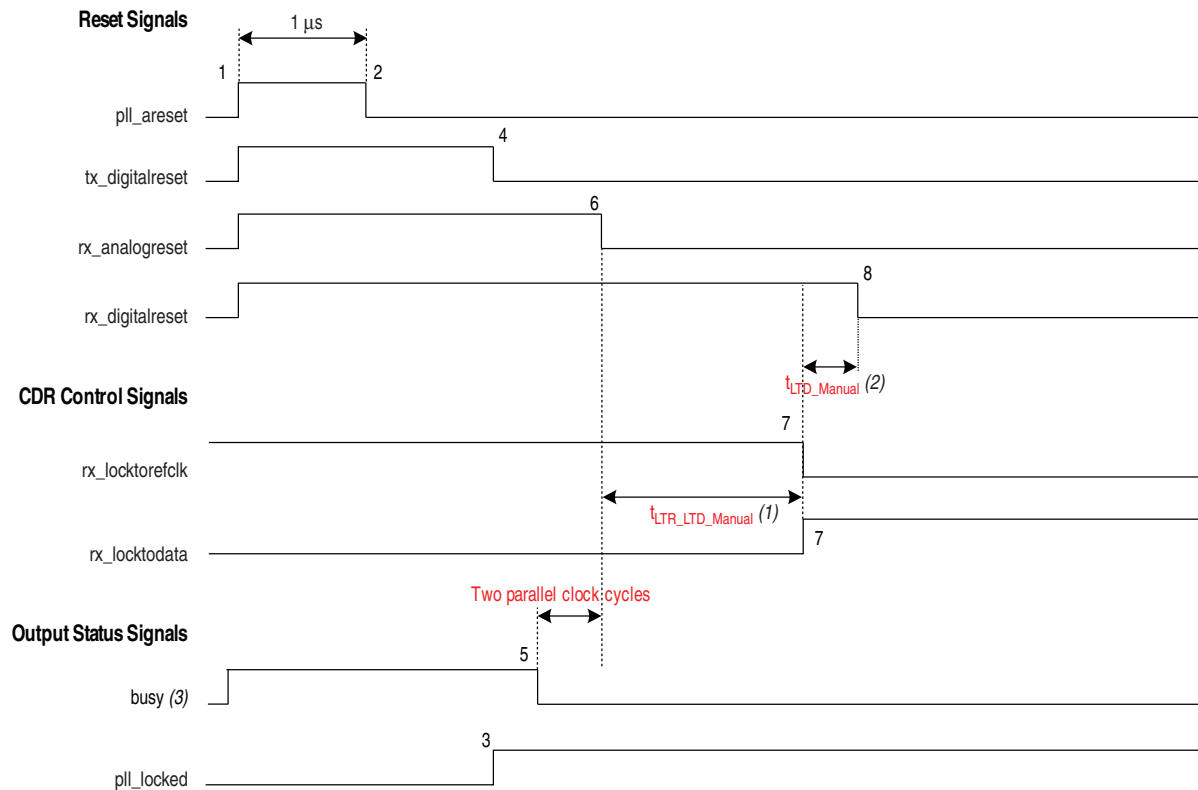 Reset Signals
1 μs
1
2
pll_areset
4
tx_digitalreset
6
rx_analogreset
8
rx_digitalreset
tLTD_Manual (2)
CDR Control Signals
7
rx_locktorefclk
tLTR_LTD_Manual (1)
7
rx_locktodata
Two parallel clock cycles
Output Status Signals
5
busy (3)
3
pll_locked